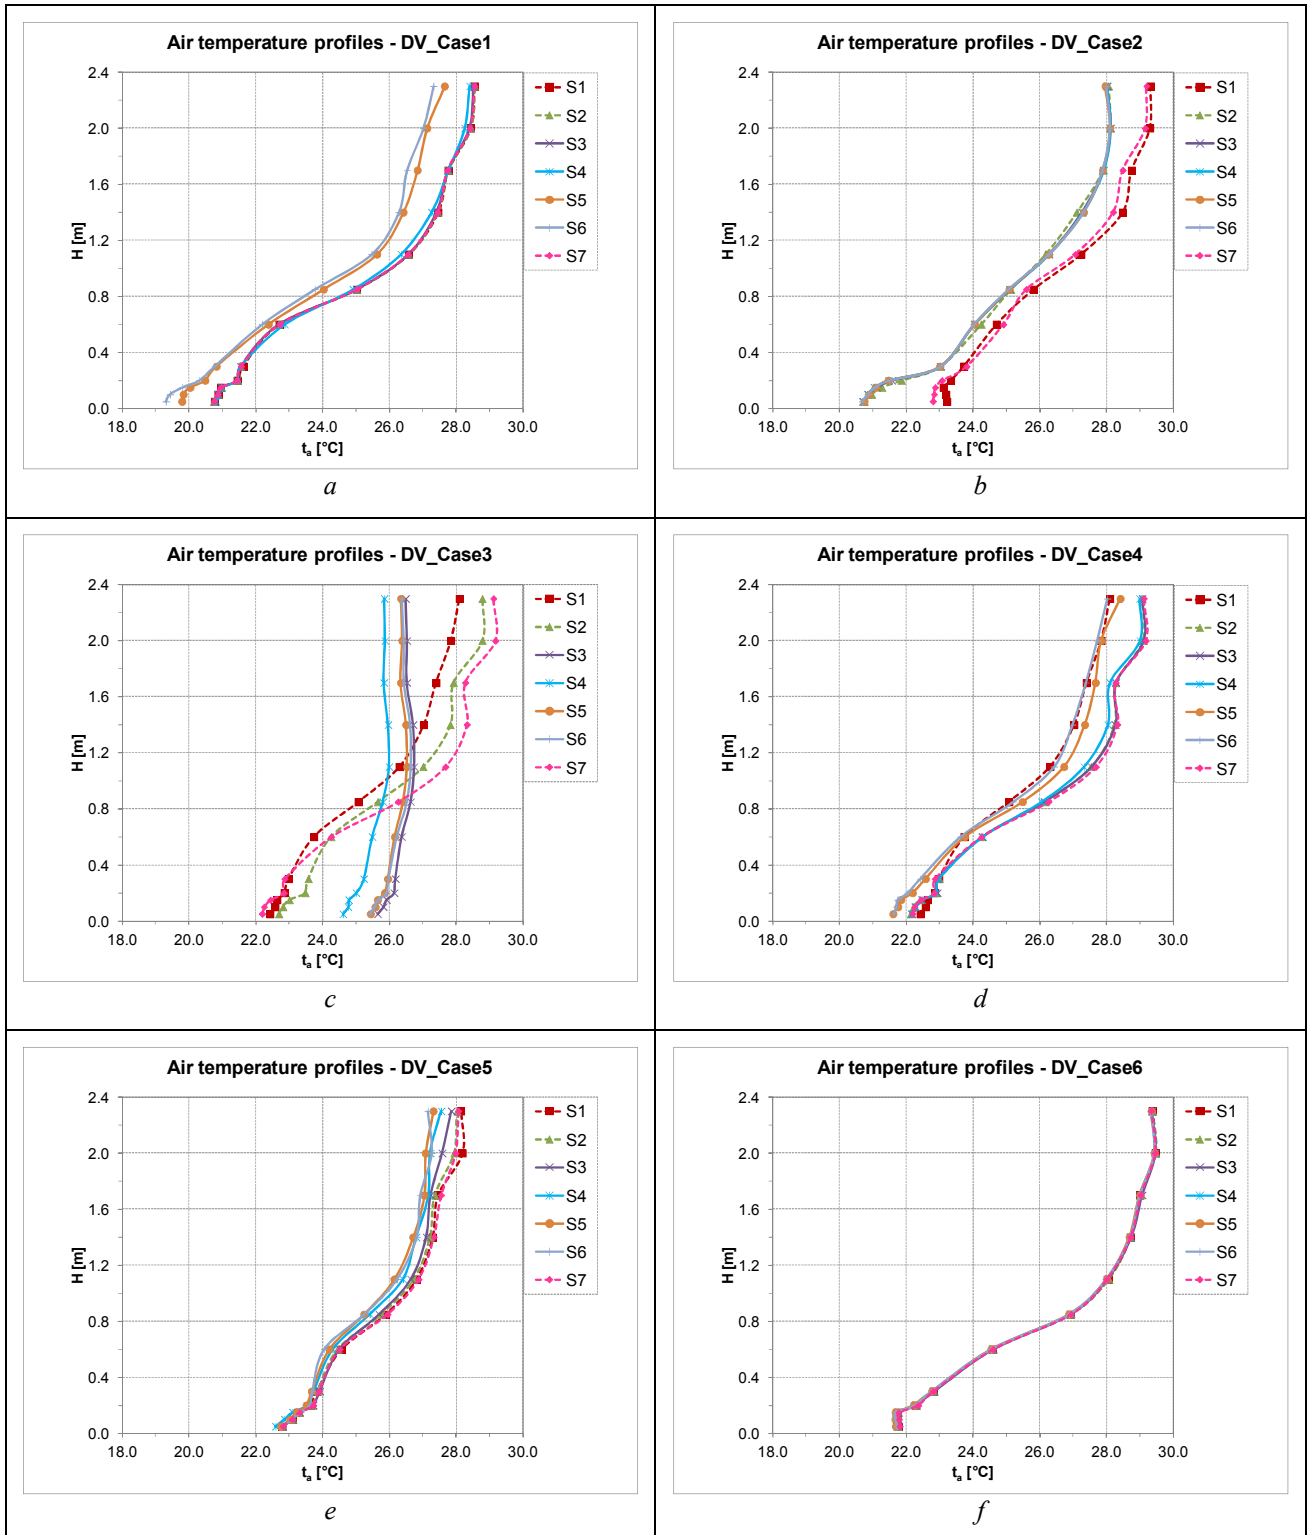 Air temperature profiles - DV_Case1
2.4
2.0
1.6
1.2
0.8
0.4
0.0
H [m]
18.0 20.0 22.0 24.0 26.0 28.0 30.0
tₐ [°C]
S1
S2
S3
S4
S5
S6
S7
a
Air temperature profiles - DV_Case2
2.4
2.0
1.6
1.2
0.8
0.4
0.0
H [m]
18.0 20.0 22.0 24.0 26.0 28.0 30.0
tₐ [°C]
S1
S2
S3
S4
S5
S6
S7
b
Air temperature profiles - DV_Case3
2.4
2.0
1.6
1.2
0.8
0.4
0.0
H [m]
18.0 20.0 22.0 24.0 26.0 28.0 30.0
tₐ [°C]
S1
S2
S3
S4
S5
S6
S7
c
Air temperature profiles - DV_Case4
2.4
2.0
1.6
1.2
0.8
0.4
0.0
H [m]
18.0 20.0 22.0 24.0 26.0 28.0 30.0
tₐ [°C]
S1
S2
S3
S4
S5
S6
S7
d
Air temperature profiles - DV_Case5
2.4
2.0
1.6
1.2
0.8
0.4
0.0
H [m]
18.0 20.0 22.0 24.0 26.0 28.0 30.0
tₐ [°C]
S1
S2
S3
S4
S5
S6
S7
e
Air temperature profiles - DV_Case6
2.4
2.0
1.6
1.2
0.8
0.4
0.0
H [m]
18.0 20.0 22.0 24.0 26.0 28.0 30.0
tₐ [°C]
S1
S2
S3
S4
S5
S6
S7
f